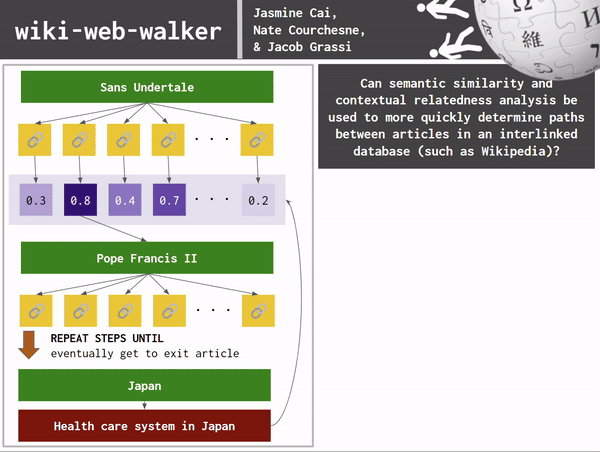 wiki-web-walker
Jasmine Cai,
Nate Courchesne,
& Jacob Grassi
Ω
И
維
Sans Undertale
. . .
0.3 0.8 0.4 0.7 . . . 0.2
Pope Francis II
. . .
REPEAT STEPS UNTIL
eventually get to exit article
Japan
Health care system in Japan
Can semantic similarity and
contextual relatedness analysis be
used to more quickly determine paths
between articles in an interlinked
database (such as Wikipedia)?